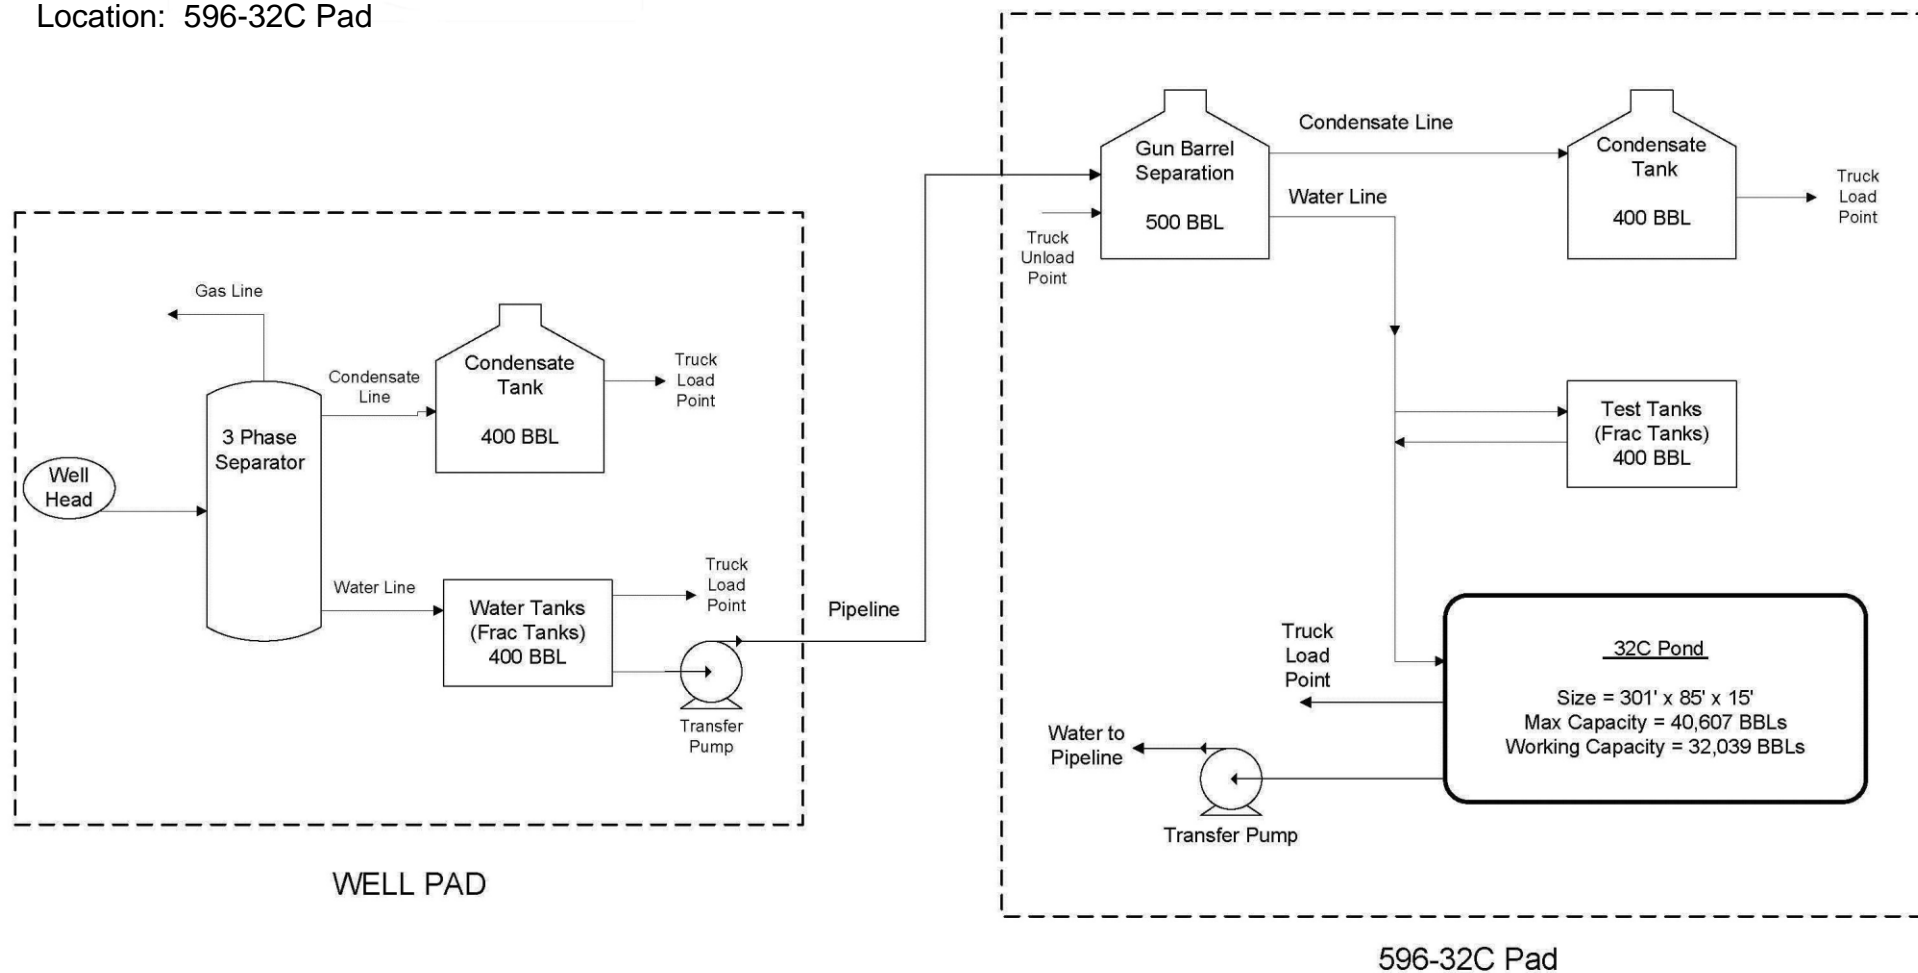 Location: 596-32C Pad
Gas Line
Condensate
Line
Condensate
Tank
400 BBL
Truck
Load
Point
3 Phase
Separator
Well
Head
Water Line
Water Tanks
(Frac Tanks)
400 BBL
Truck
Load
Point
Transfer
Pump
Pipeline
WELL PAD
Gun Barrel
Separation
500 BBL
Truck
Unload
Point
Condensate Line
Water Line
Condensate
Tank
400 BBL
Truck
Load
Point
Test Tanks
(Frac Tanks)
400 BBL
32C Pond
Size = 301' x 85' x 15'
Max Capacity = 40,607 BBLs
Working Capacity = 32,039 BBLs
Truck
Load
Point
Water to
Pipeline
Transfer Pump
596-32C Pad